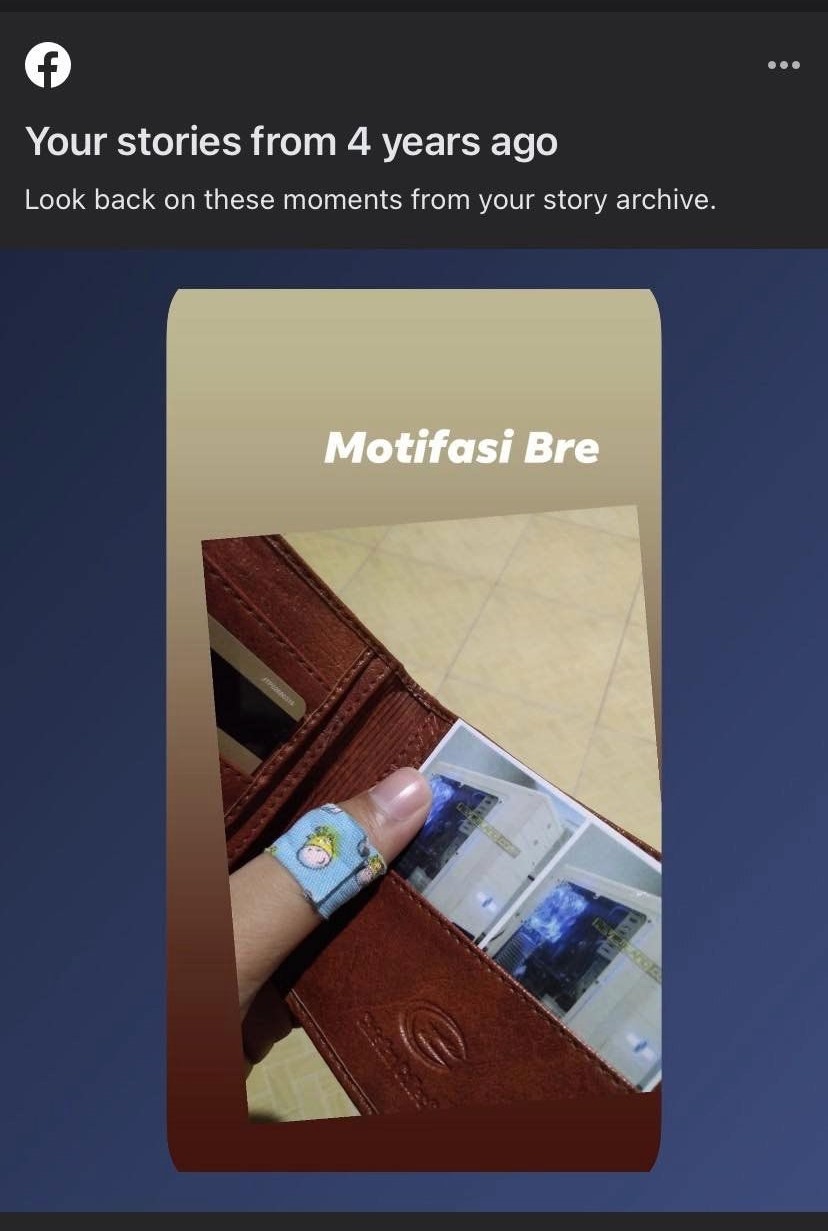 Your stories from 4 years ago
Look back on these moments from your story archive.
Motifasi Bre